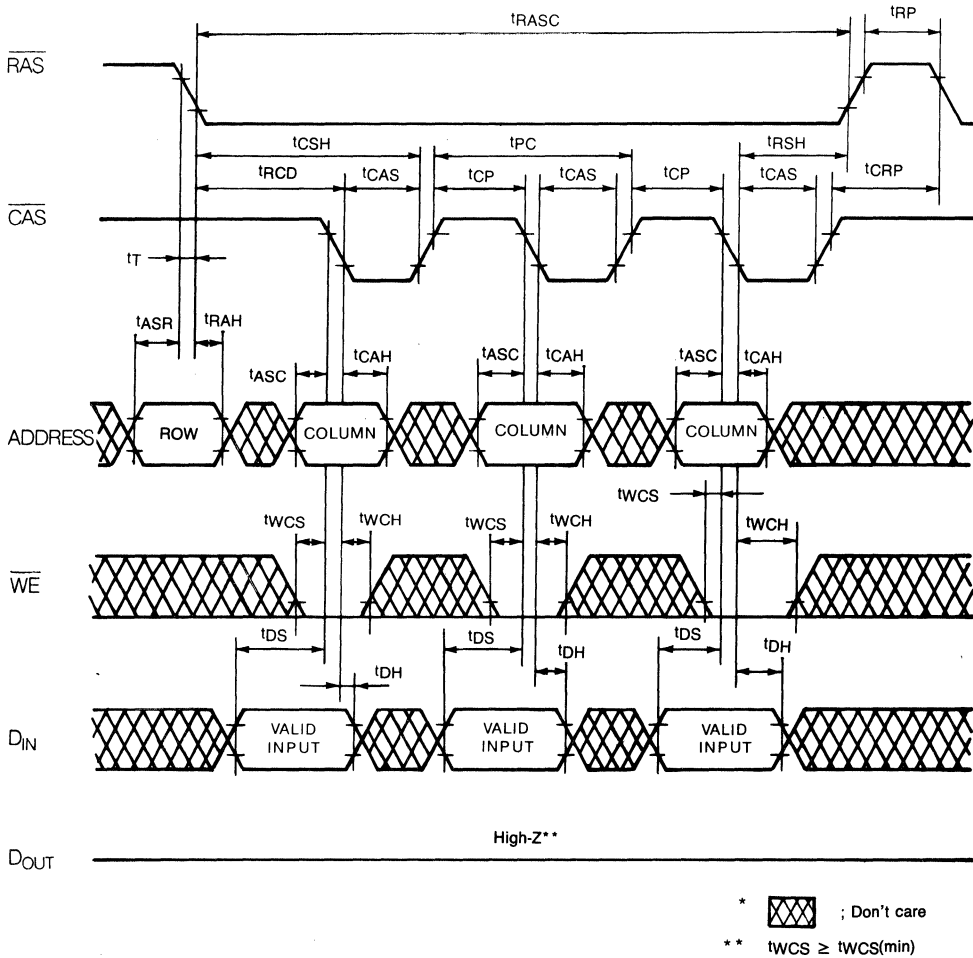 tRASC tRP
RAS
tCSH tPC tRSH
tRCD tCAS tCP tCAS tCP tCAS tCRP
CAS
tT
tASR tRAH
tASC tCAH tASC tCAH tASC tCAH
ADDRESS ROW COLUMN COLUMN COLUMN
tWCS
tWCS tWCH tWCS tWCH tWCH
WE
tDS tDS tDS
tDH tDH tDH
DIN VALID INPUT VALID INPUT VALID INPUT
High-Z**
DOUT
* ; Don't care
** tWCS ≥ tWCS(min)